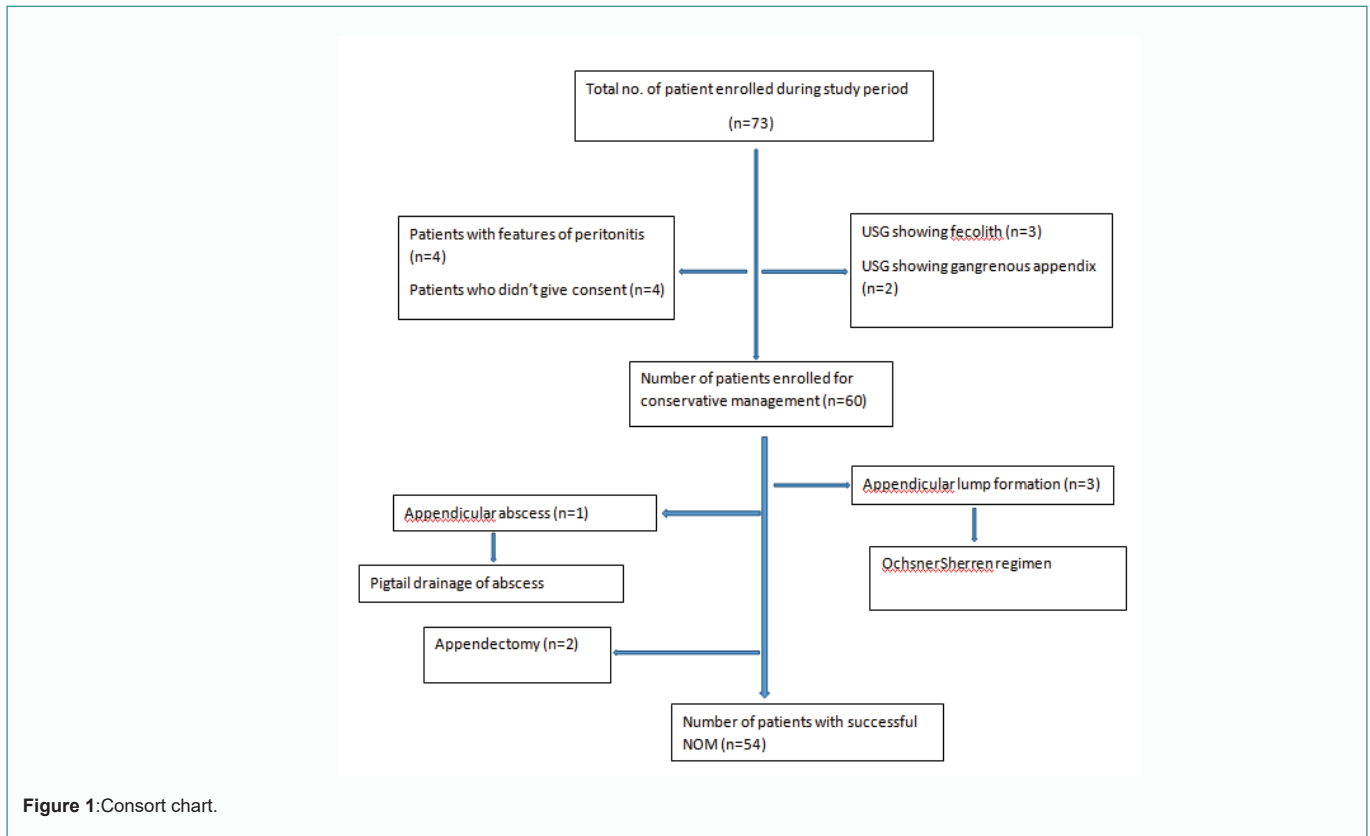 Total no. of patient enrolled during study period
(n=73)
Patients with features of peritonitis
(n=4)
Patients who didn't give consent (n=4)
USG showing fecolith (n=3)
USG showing gangrenous appendix
(n=2)
Number of patients enrolled for
conservative management (n=60)
Appendicular lump formation (n=3)
Appendicular abscess (n=1)
OchsnerSherren regimen
Pigtail drainage of abscess
Appendectomy (n=2)
Number of patients with successful
NOM (n=54)
Figure 1:Consort chart.